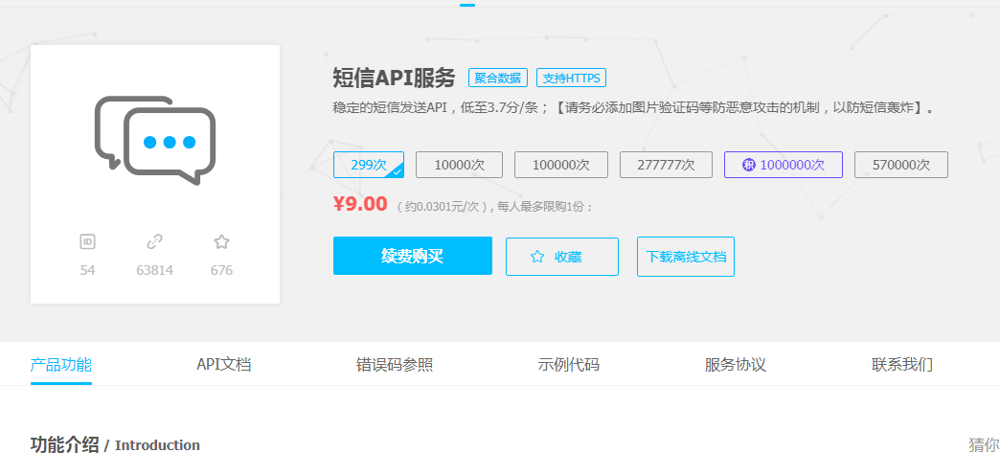 短信API服务 聚合数据 支持HTTPS
稳定的短信发送API，低至3.7分/条；【请务必添加图片验证码等防恶意攻击的机制，以防短信轰炸】。
299次 10000次 100000次 277777次 积 1000000次 570000次
¥9.00 （ 约0.0301元/次 ）, 每人最多限购1份；
续费购买 收藏 下载离线文档
ID
54 63814 676
产品功能 API文档 错误码参照 示例代码 服务协议 联系我们
功能介绍 / Introduction
猜你